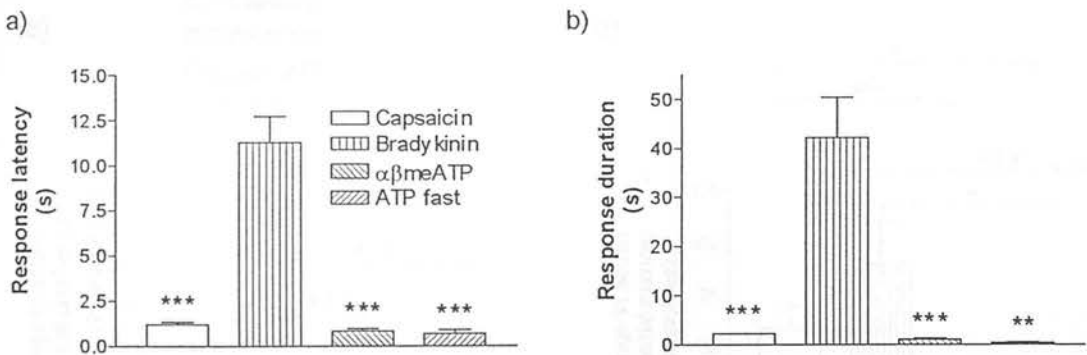 a)
Response latency
(s)
15.0
12.5
10.0
7.5
5.0
2.5
0.0
***
***
***
Capsaicin
Bradykinin
αβmeATP
ATP fast
b)
Response duration
(s)
50
40
30
20
10
0
***
***
**